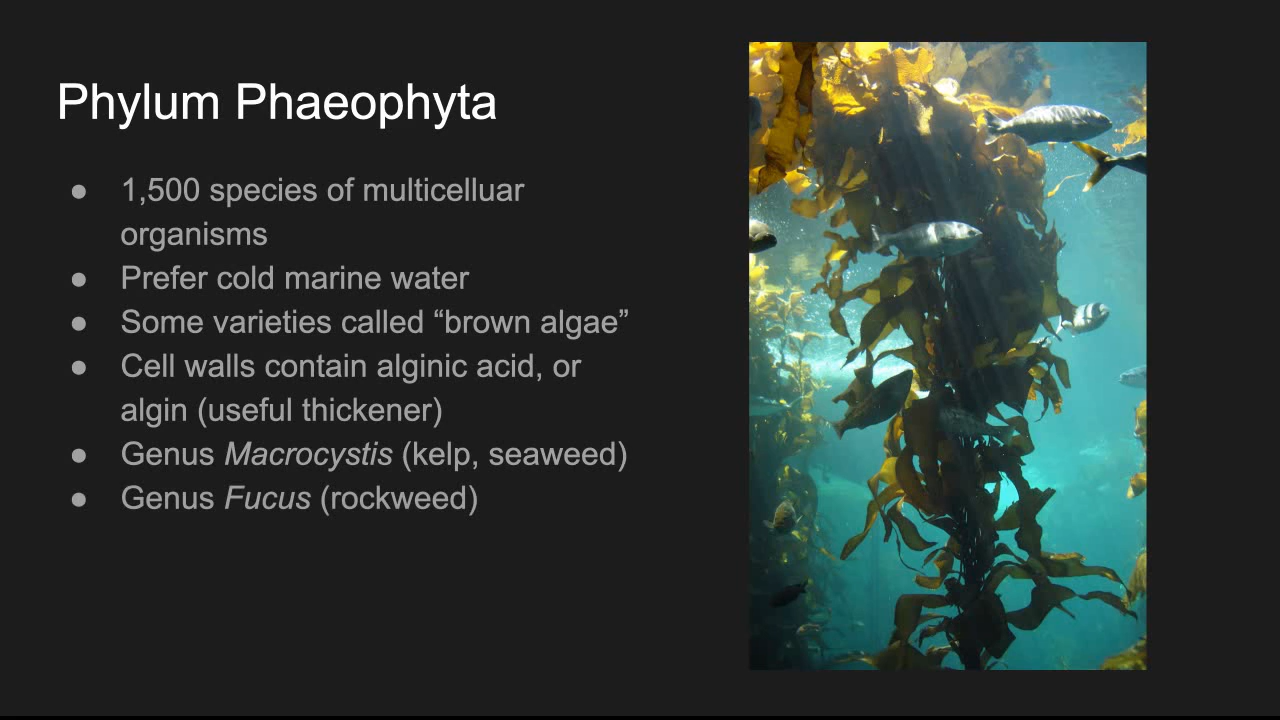 Phylum Phaeophyta
● 1,500 species of multicelluar
organisms
● Prefer cold marine water
● Some varieties called “brown algae”
● Cell walls contain alginic acid, or
algin (useful thickener)
● Genus Macrocystis (kelp, seaweed)
● Genus Fucus (rockweed)